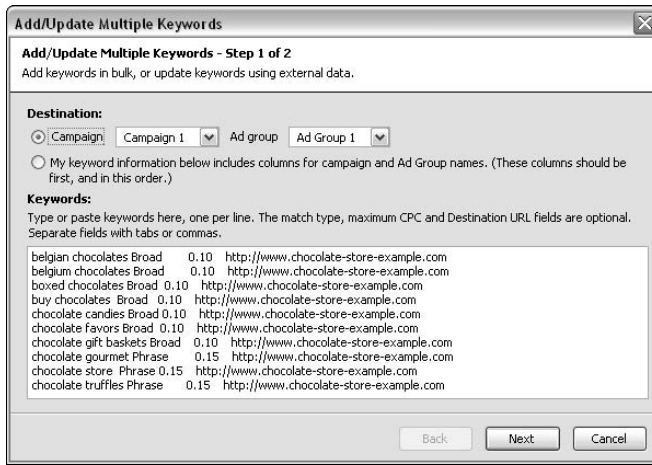 Add/Update Multiple Keywords
Add/Update Multiple Keywords - Step 1 of 2
Add keywords in bulk, or update keywords using external data.
Destination:
Campaign Campaign 1 Ad group Ad Group 1
My keyword information below includes columns for campaign and Ad Group names. (These columns should be
first, and in this order.)
Keywords:
Type or paste keywords here, one per line. The match type, maximum CPC and Destination URL fields are optional.
Separate fields with tabs or commas.
belgian chocolates Broad 0.10 http://www.chocolate-store-example.com
belgium chocolates Broad 0.10 http://www.chocolate-store-example.com
boxed chocolates Broad 0.10 http://www.chocolate-store-example.com
buy chocolates Broad 0.10 http://www.chocolate-store-example.com
chocolate candies Broad 0.10 http://www.chocolate-store-example.com
chocolate favors Broad 0.10 http://www.chocolate-store-example.com
chocolate gift baskets Broad 0.10 http://www.chocolate-store-example.com
chocolate gourmet Phrase 0.15 http://www.chocolate-store-example.com
chocolate store Phrase 0.15 http://www.chocolate-store-example.com
chocolate truffles Phrase 0.15 http://www.chocolate-store-example.com
Back Next Cancel